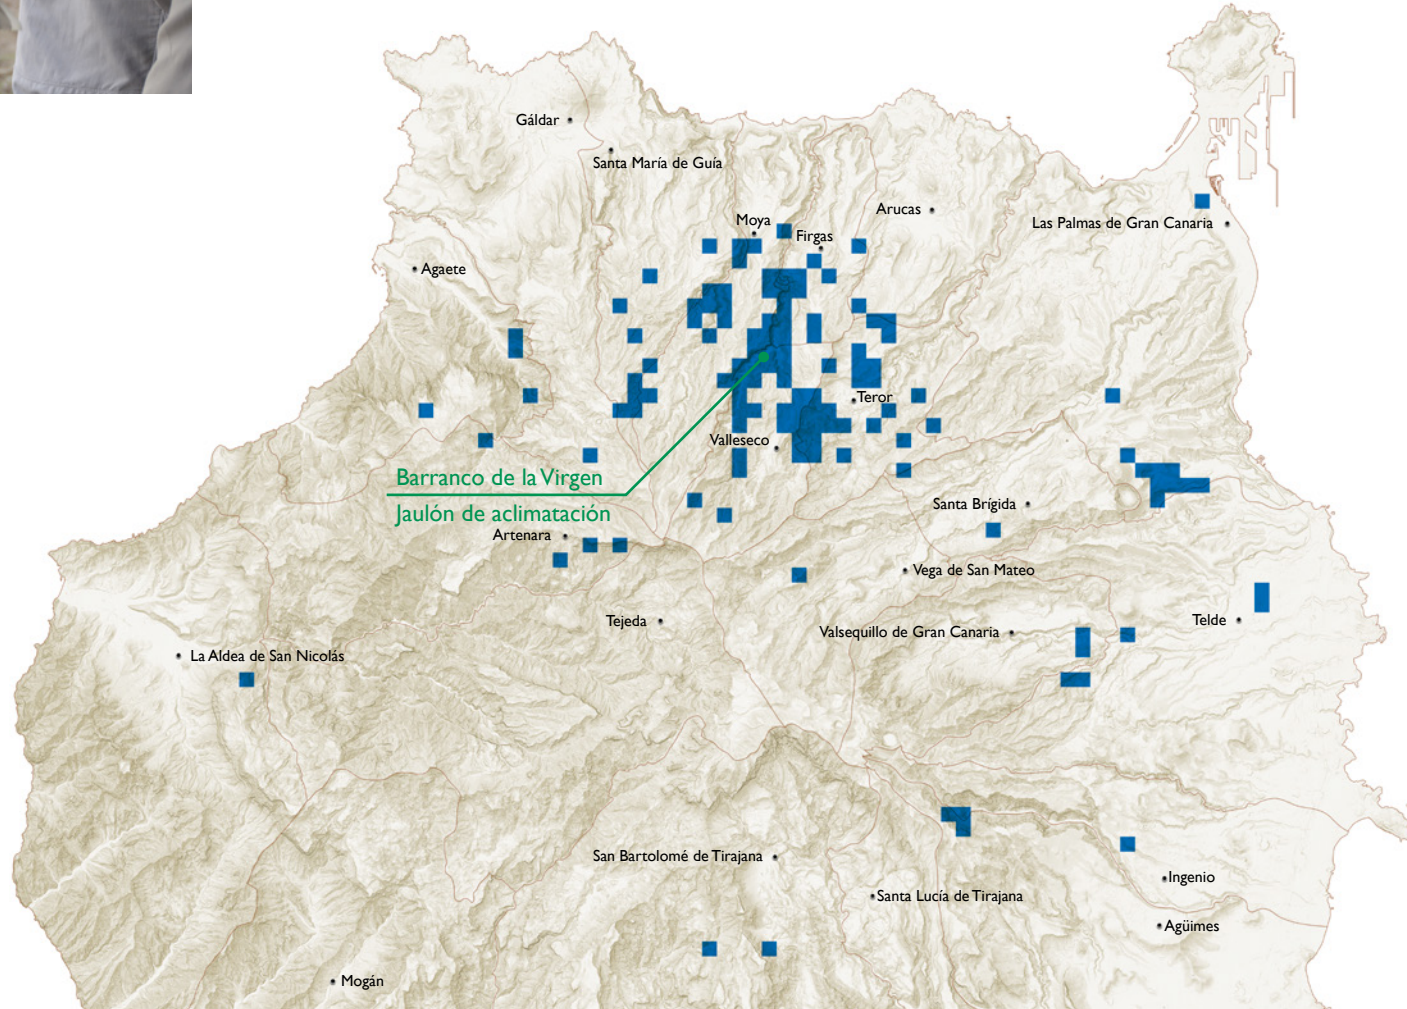 Gáldar
Santa María de Guía
Moya
Arucas
Firgas
Las Palmas de Gran Canaria
Agaete
Teror
Valleseco
Barranco de la Virgen
Jaulón de aclimatación
Santa Brígida
Artenara
Vega de San Mateo
Tejeda
Valsequillo de Gran Canaria
Telde
La Aldea de San Nicolás
San Bartolomé de Tirajana
Ingenio
Santa Lucía de Tirajana
Agüimes
Mogán